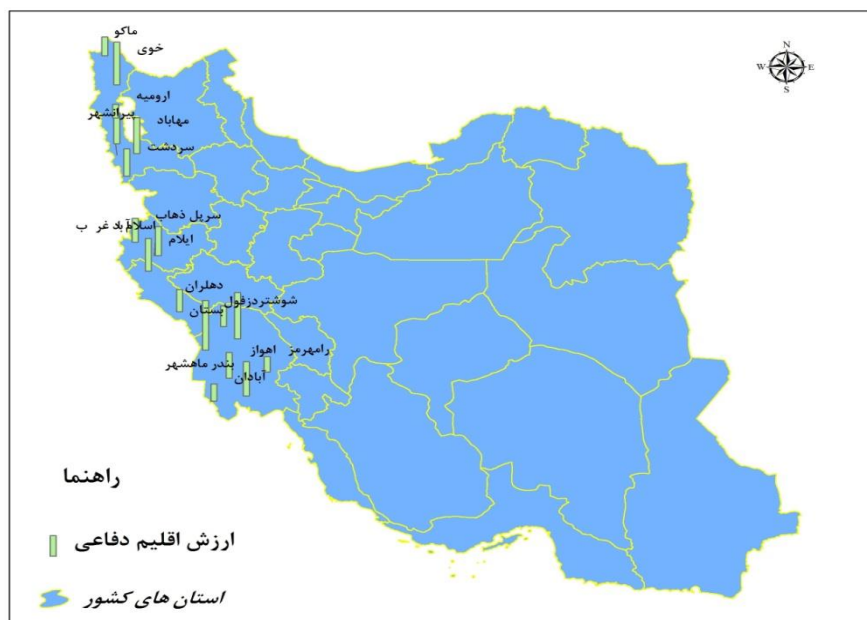 N
W E
S
ماکو
خوی
ارومیه
پیرانشهر
مهاباد
سردشت
سرپل ذهاب
اسلام آباد غر ب
ایلام
دهلران
شوشتر دزفول
بستان
رامهرمز
اهواز
بندر ماهشهر
آبادان
راهنما
ارزش اقلیم دفاعی
استان های کشور